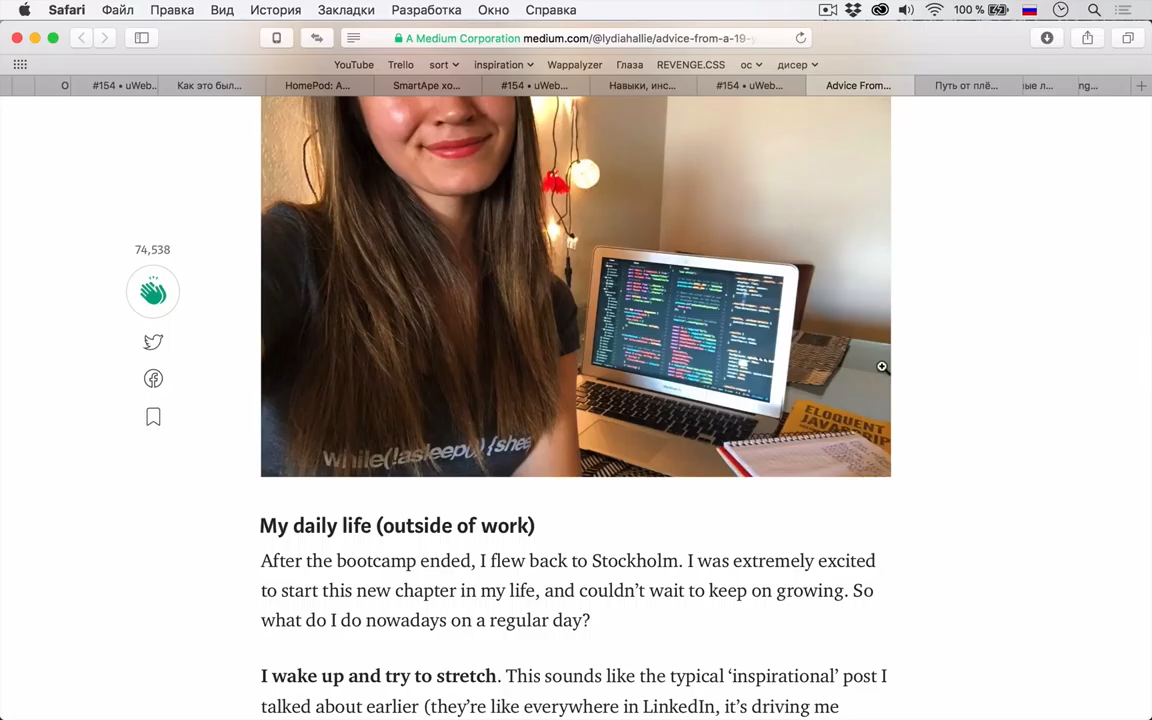 Safari Файл Правка Вид История Закладки Разработка Окно Справка 100 %
A Medium Corporation medium.com/@lydiahallie/advice-from-a-19-y
YouTube Trello sort inspiration Wappalyzer Глаза REVENGE.CSS ос дисер
О #154 • uWeb... Как это был... HomePod: А... SmartApe хо... #154 • uWeb... Навыки, инс... #154 • uWeb... Advice From... Путь от плё... ые л... ng...
74,538
while(!asleep()) {shee
ELOQUENT
JAVASCRIP
My daily life (outside of work)
After the bootcamp ended, I flew back to Stockholm. I was extremely excited
to start this new chapter in my life, and couldn’t wait to keep on growing. So
what do I do nowadays on a regular day?
I wake up and try to stretch. This sounds like the typical ‘inspirational’ post I
talked about earlier (they’re like everywhere in LinkedIn, it’s driving me